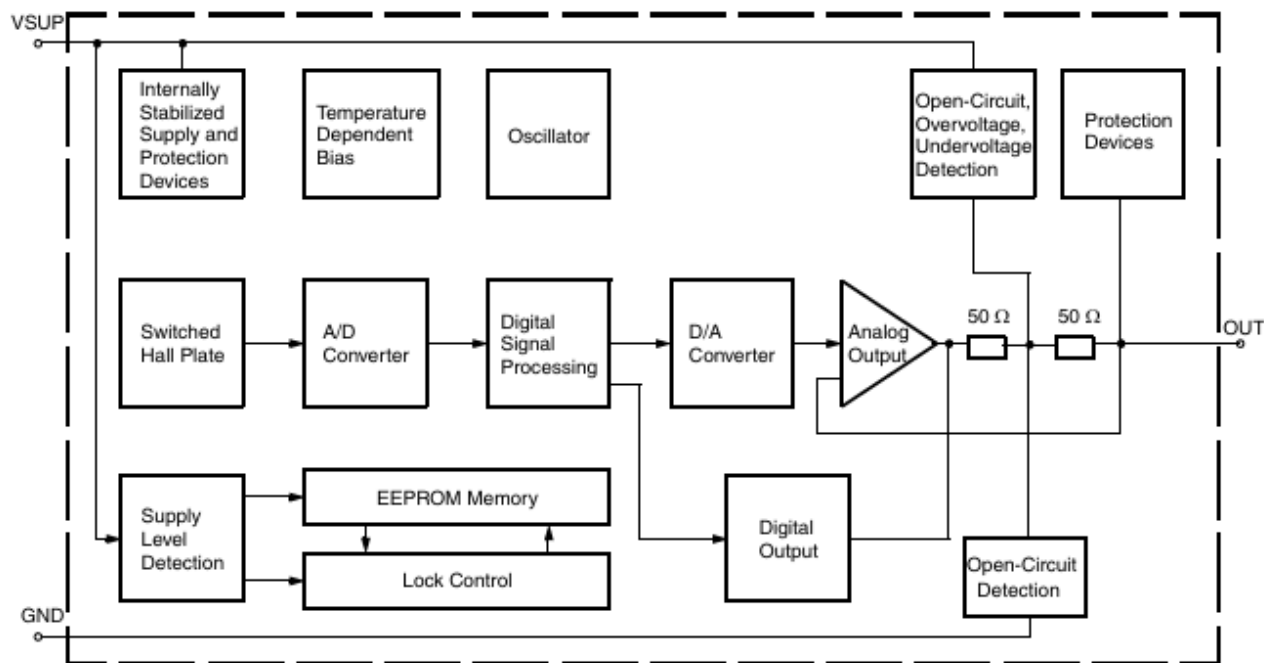 VSUP
Internally
Stabilized
Supply and
Protection
Devices
Temperature
Dependent
Bias
Oscillator
Open-Circuit,
Overvoltage,
Undervoltage
Detection
Protection
Devices
Switched
Hall Plate
A/D
Converter
Digital
Signal
Processing
D/A
Converter
Analog
Output
50 Ω
50 Ω
OUT
Supply
Level
Detection
EEPROM Memory
Lock Control
Digital
Output
Open-Circuit
Detection
GND